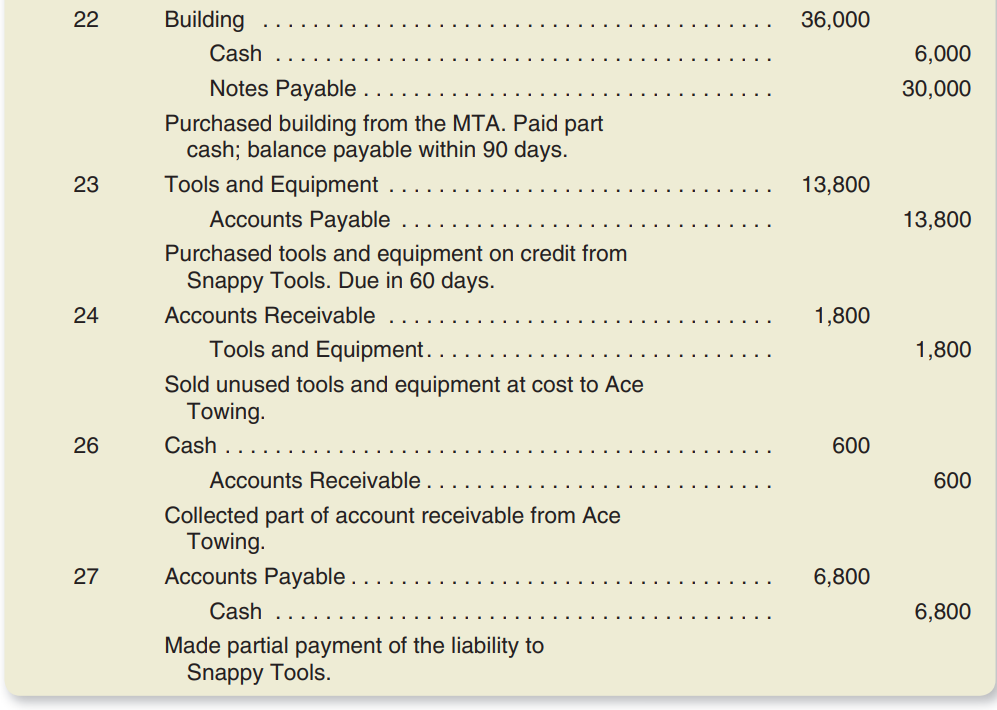 22 Building . . . . . . . . . . . . . . . . . . . . . . . . . . . . . . . . . . . . . . . . 36,000
Cash . . . . . . . . . . . . . . . . . . . . . . . . . . . . . . . . . . . . . . . 6,000
Notes Payable . . . . . . . . . . . . . . . . . . . . . . . . . . . . . . . . 30,000
Purchased building from the MTA. Paid part
cash; balance payable within 90 days.
23 Tools and Equipment . . . . . . . . . . . . . . . . . . . . . . . . . . . . . . 13,800
Accounts Payable . . . . . . . . . . . . . . . . . . . . . . . . . . . . . 13,800
Purchased tools and equipment on credit from
Snappy Tools. Due in 60 days.
24 Accounts Receivable . . . . . . . . . . . . . . . . . . . . . . . . . . . . . . 1,800
Tools and Equipment . . . . . . . . . . . . . . . . . . . . . . . . . . . 1,800
Sold unused tools and equipment at cost to Ace
Towing.
26 Cash . . . . . . . . . . . . . . . . . . . . . . . . . . . . . . . . . . . . . . . . . . . 600
Accounts Receivable . . . . . . . . . . . . . . . . . . . . . . . . . . . 600
Collected part of account receivable from Ace
Towing.
27 Accounts Payable . . . . . . . . . . . . . . . . . . . . . . . . . . . . . . . . . 6,800
Cash . . . . . . . . . . . . . . . . . . . . . . . . . . . . . . . . . . . . . . . 6,800
Made partial payment of the liability to
Snappy Tools.